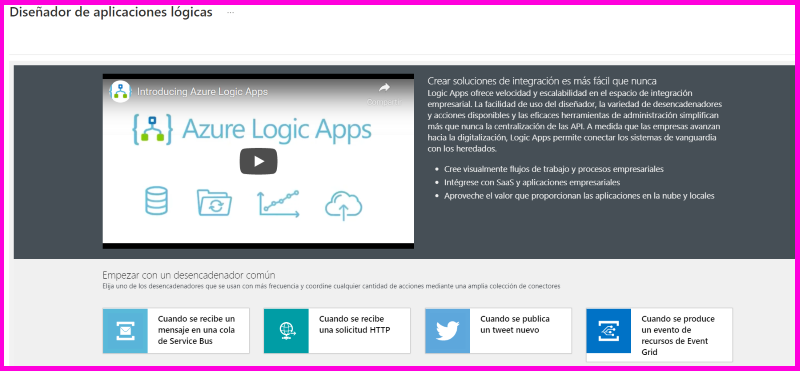 Diseñador de aplicaciones lógicas ...
Introducing Azure Logic Apps
Azure Logic Apps
Crear soluciones de integración es más fácil que nunca
Logic Apps ofrece velocidad y escalabilidad en el espacio de integración
empresarial. La facilidad de uso del diseñador, la variedad de desencadenadores
y acciones disponibles y las eficaces herramientas de administración simplifican
más que nunca la centralización de las API. A medida que las empresas avanzan
hacia la digitalización, Logic Apps permite conectar los sistemas de vanguardia
con los heredados.
• Cree visualmente flujos de trabajo y procesos empresariales
• Intégrese con SaaS y aplicaciones empresariales
• Aproveche el valor que proporcionan las aplicaciones en la nube y locales
Empezar con un desencadenador común
Elija uno de los desencadenadores que se usan con más frecuencia y coordine cualquier cantidad de acciones mediante una amplia colección de conectores
Cuando se recibe un
mensaje en una cola
de Service Bus
Cuando se recibe
una solicitud HTTP
Cuando se publica
un tweet nuevo
Cuando se produce
un evento de
recursos de Event
Grid